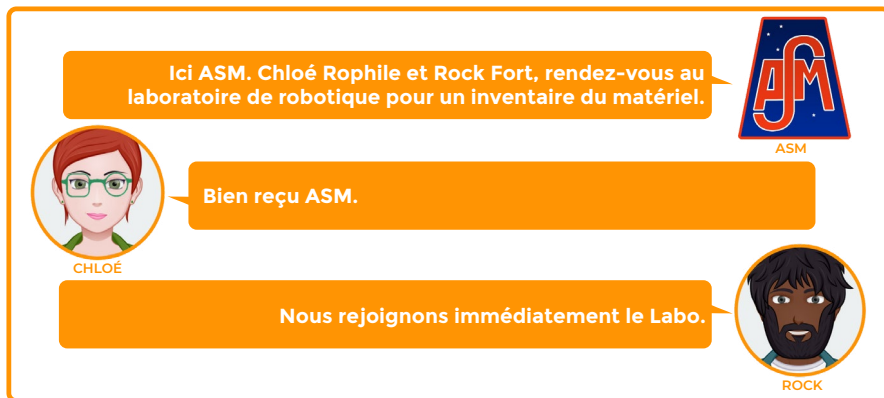 Ici ASM. Chloé Rophile et Rock Fort, rendez-vous au
laboratoire de robotique pour un inventaire du matériel.
ASM
ASM
Bien reçu ASM.
CHLOÉ
Nous rejoignons immédiatement le Labo.
ROCK